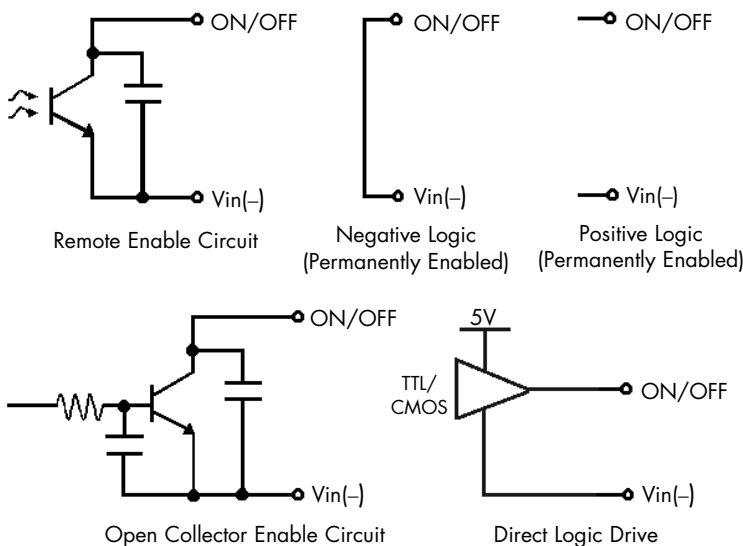 ON/OFF
Vin(–)
Remote Enable Circuit
ON/OFF
Vin(–)
Negative Logic
(Permanently Enabled)
ON/OFF
Vin(–)
Positive Logic
(Permanently Enabled)
ON/OFF
Vin(–)
Open Collector Enable Circuit
5V
TTL/
CMOS
ON/OFF
Vin(–)
Direct Logic Drive